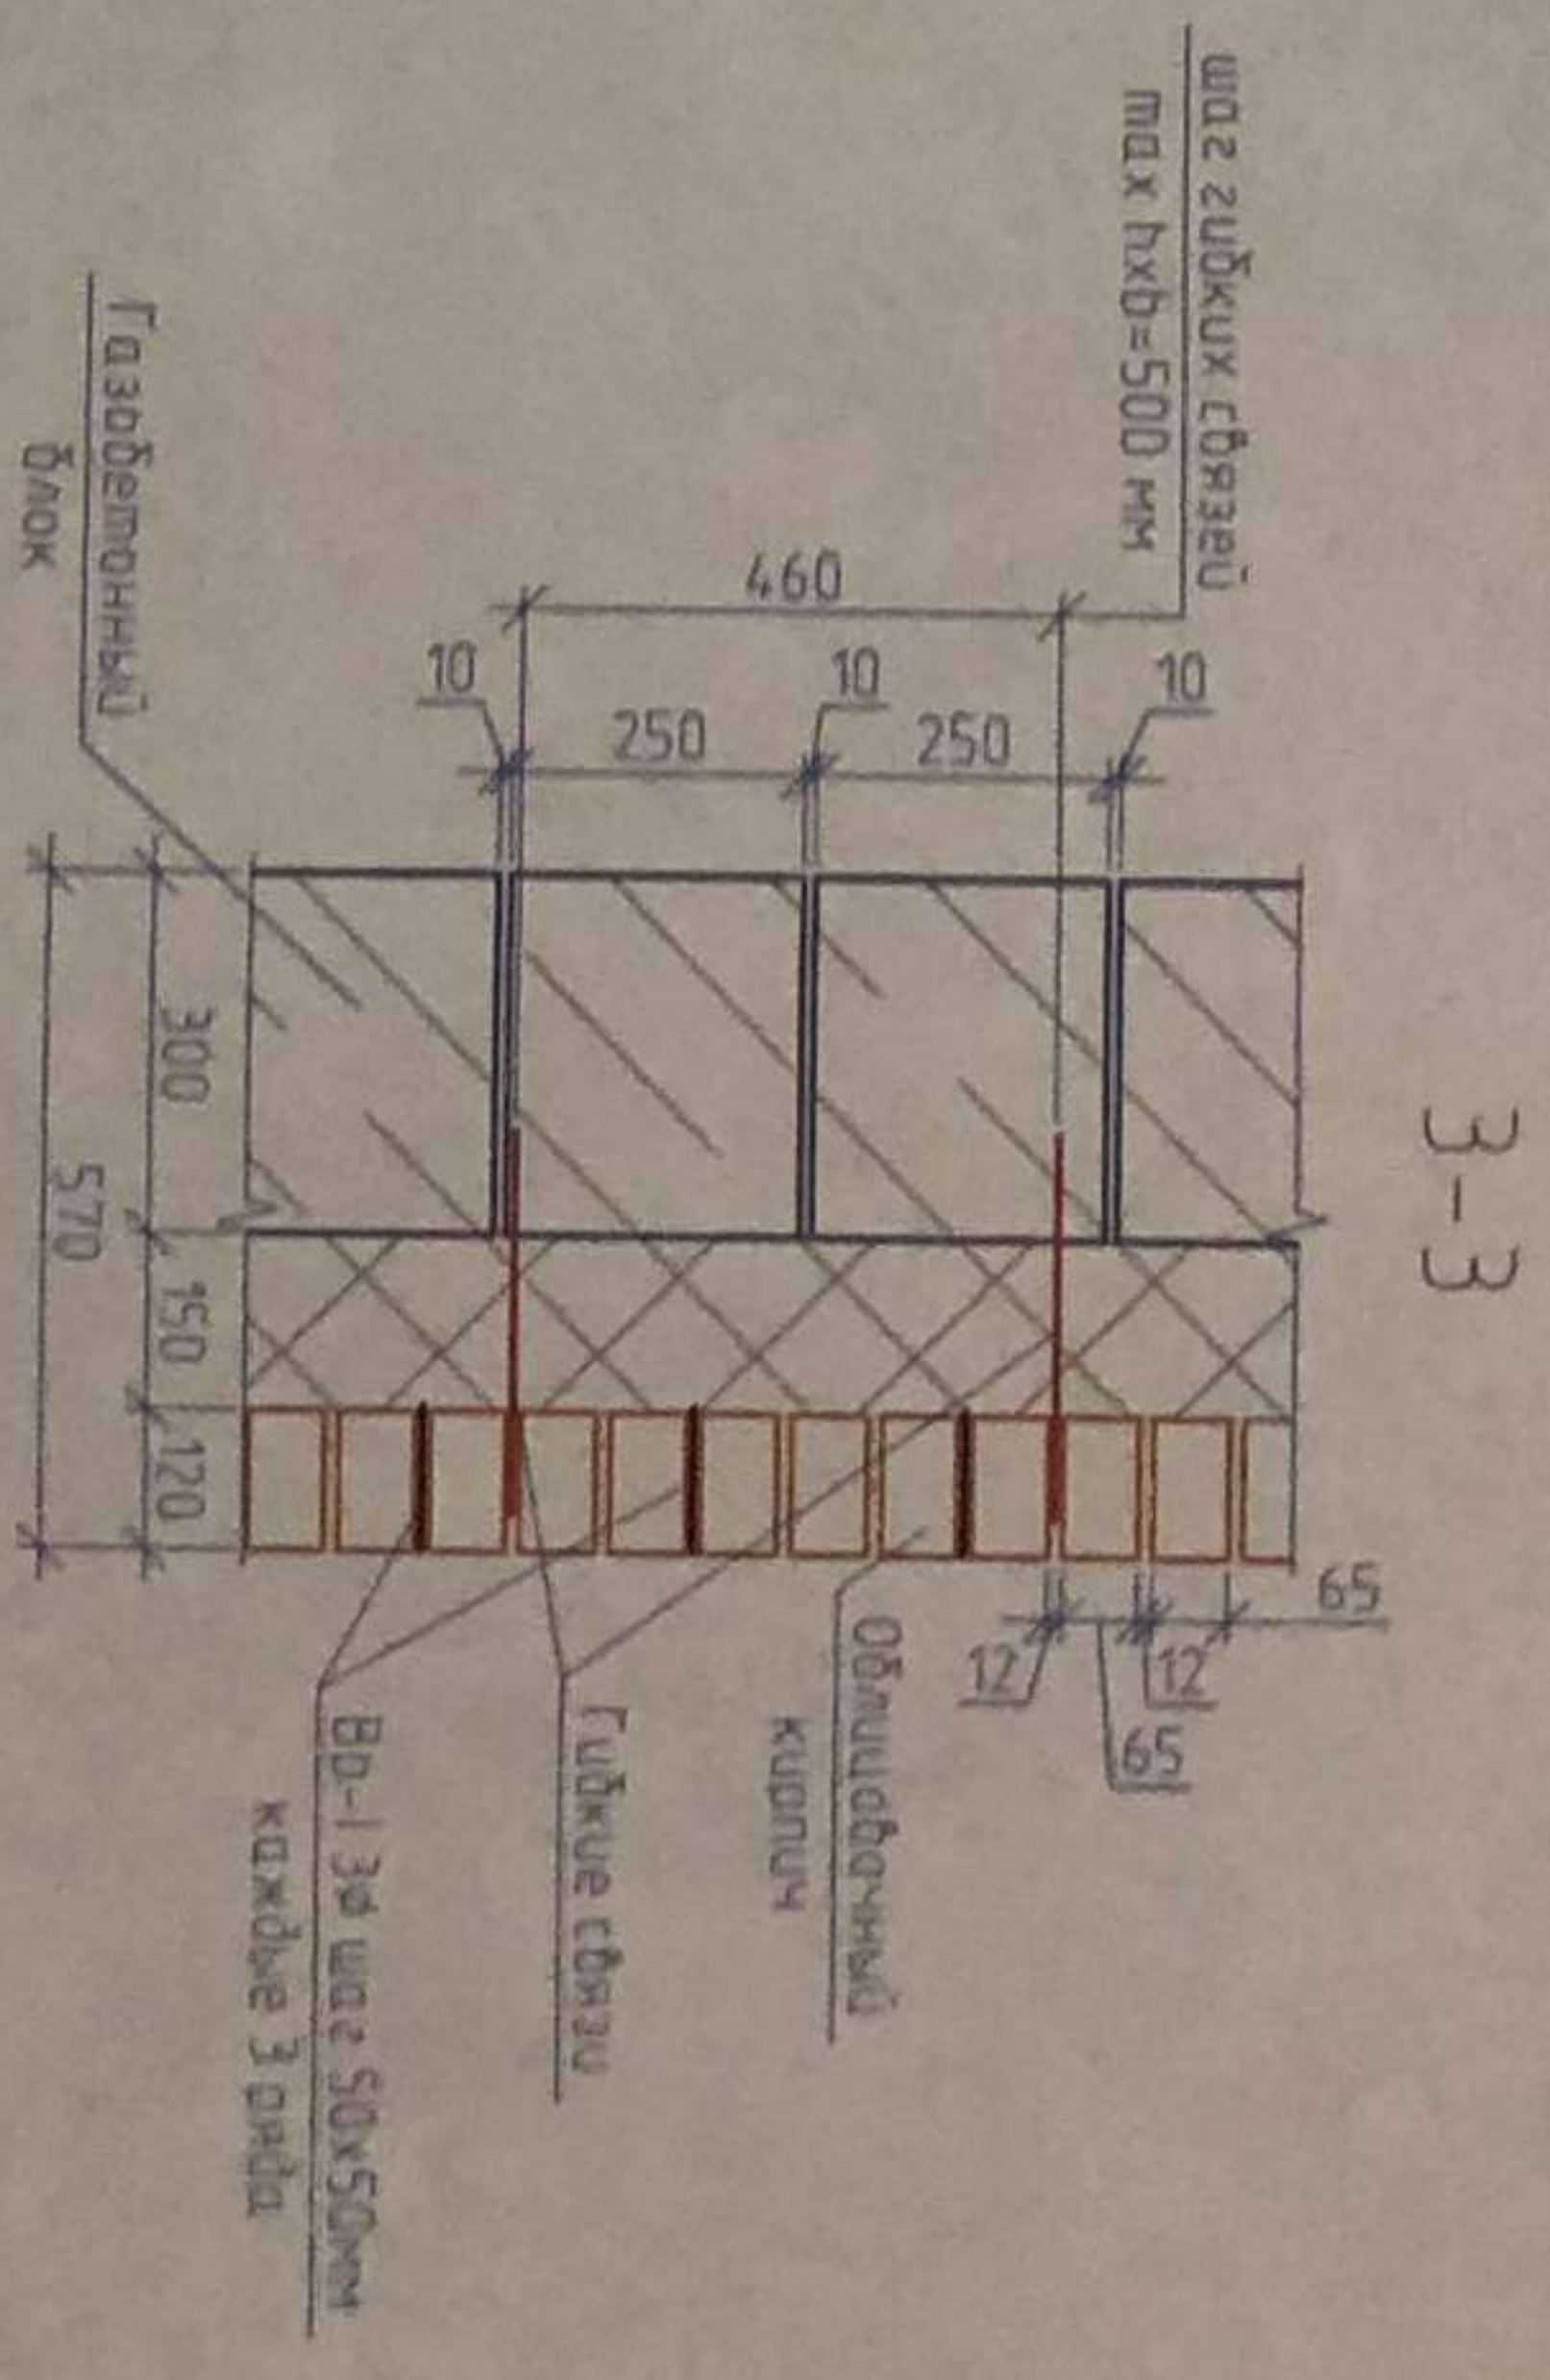 3-3
шаг гибких связей
max hxb=500 мм
460
10
10
10
250
250
Газобетонный
блок
300
150
120
570
65
12
12
65
Облицовочный
кирпич
Гибкие связи
Вр-I 3ф шаг 50x50мм
каждые 3 ряда